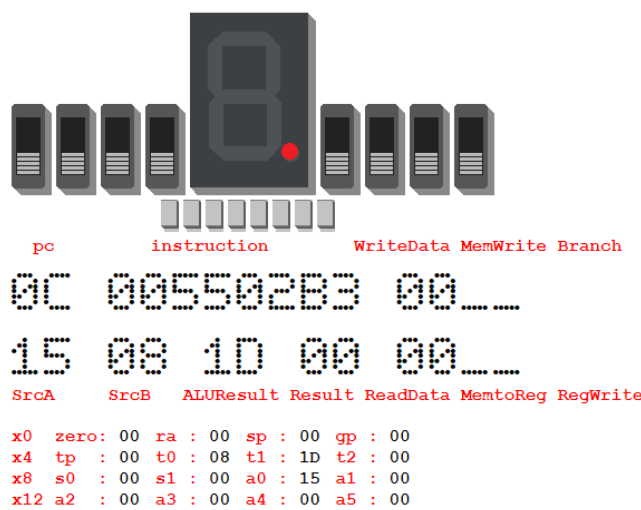 pc instruction WriteData MemWrite Branch
0C 005502B3 00__
15 08 1D 00 00__
SrcA SrcB ALUResult Result ReadData MemtoReg RegWrite
x0 zero: 00 ra : 00 sp : 00 gp : 00
x4 tp : 00 t0 : 08 t1 : 1D t2 : 00
x8 s0 : 00 s1 : 00 a0 : 15 a1 : 00
x12 a2 : 00 a3 : 00 a4 : 00 a5 : 00